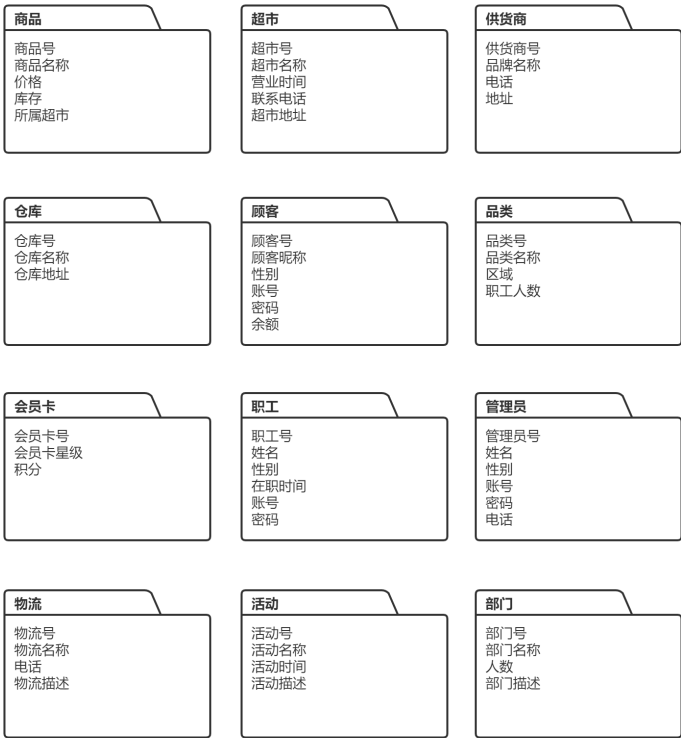 商品
商品号
商品名称
价格
库存
所属超市
超市
超市号
超市名称
营业时间
联系电话
超市地址
供货商
供货商号
品牌名称
电话
地址
仓库
仓库号
仓库名称
仓库地址
顾客
顾客号
顾客昵称
性别
账号
密码
余额
品类
品类号
品类名称
区域
职工人数
会员卡
会员卡号
会员卡星级
积分
职工
职工号
姓名
性别
在职时间
账号
密码
管理员
管理员号
姓名
性别
账号
密码
电话
物流
物流号
物流名称
电话
物流描述
活动
活动号
活动名称
活动时间
活动描述
部门
部门号
部门名称
人数
部门描述